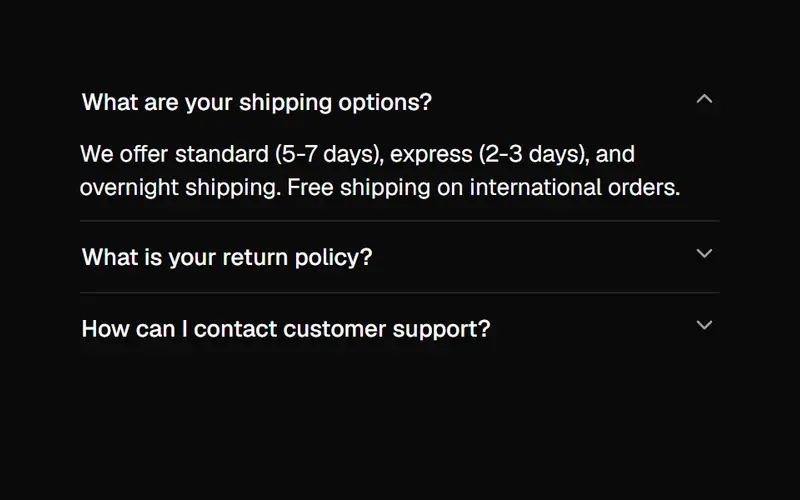 What are your shipping options?
We offer standard (5-7 days), express (2-3 days), and
overnight shipping. Free shipping on international orders.
What is your return policy?
How can I contact customer support?